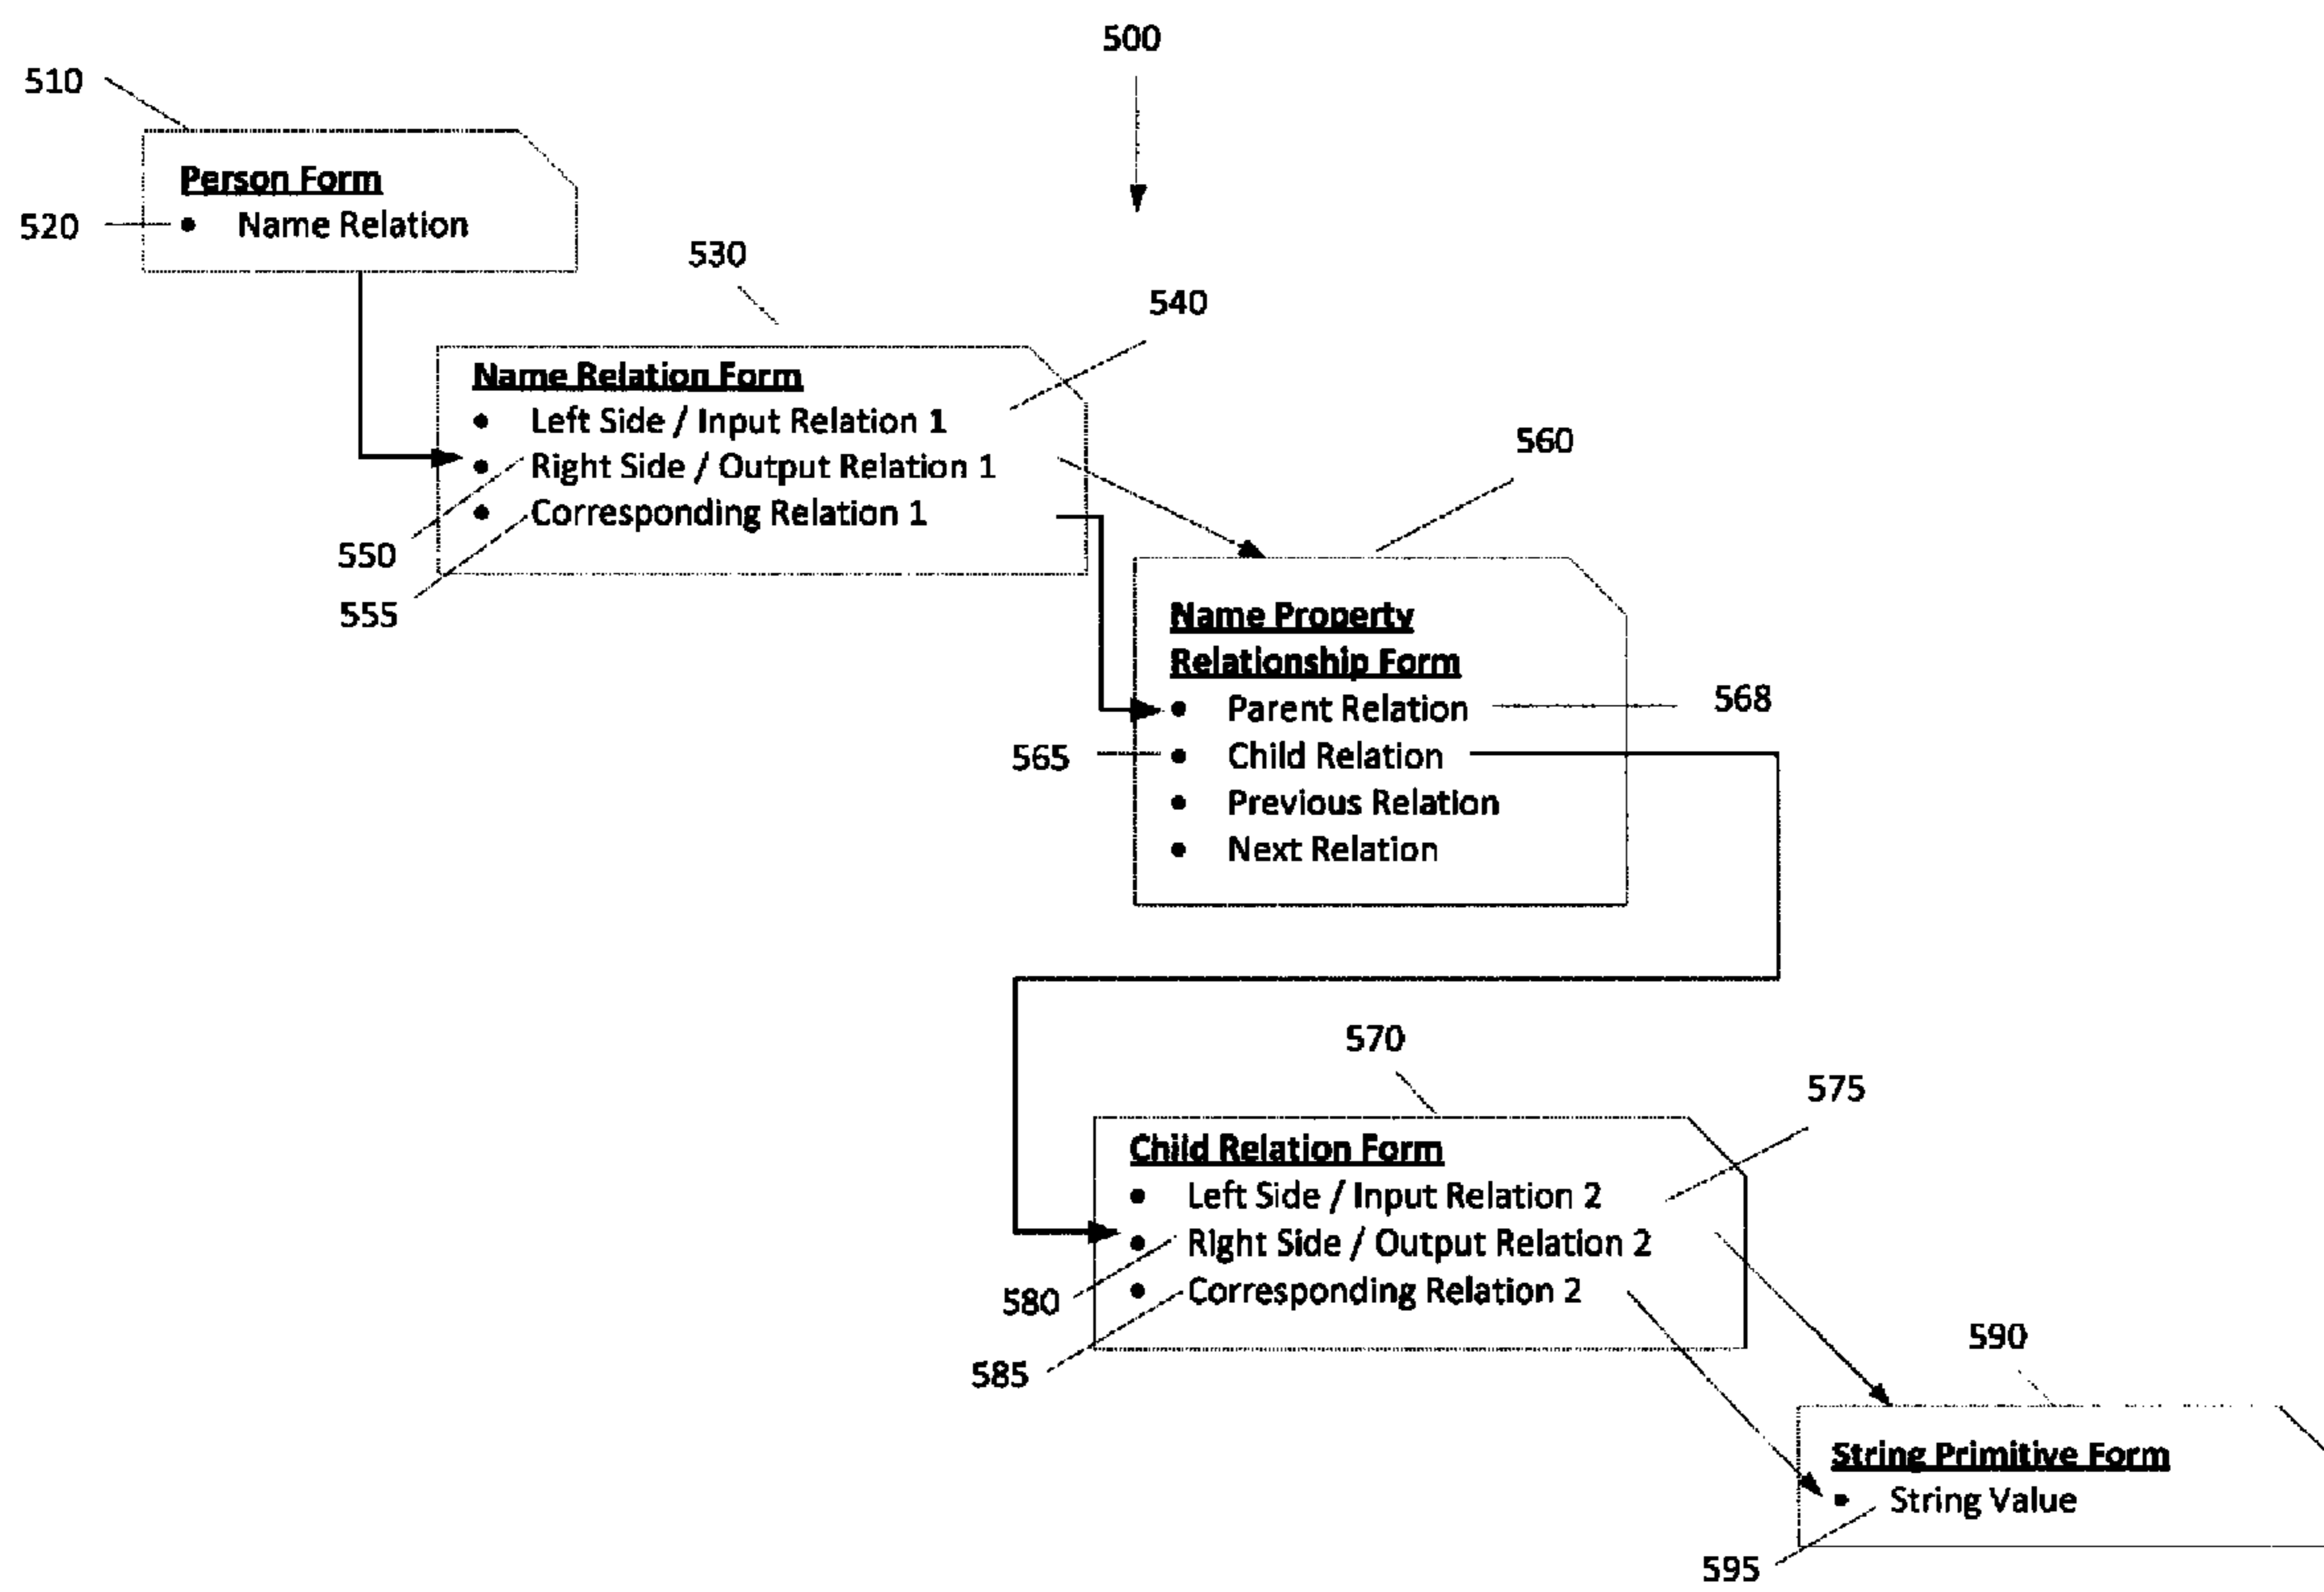 500
510
Person Form
520
• Name Relation
530
540
Name Relation Form
• Left Side / Input Relation 1
• Right Side / Output Relation 1
• Corresponding Relation 1
550
555
560
Name Property
Relationship Form
• Parent Relation
568
565
• Child Relation
• Previous Relation
• Next Relation
570
575
Child Relation Form
• Left Side / Input Relation 2
• Right Side / Output Relation 2
• Corresponding Relation 2
580
585
590
String Primitive Form
• String Value
595